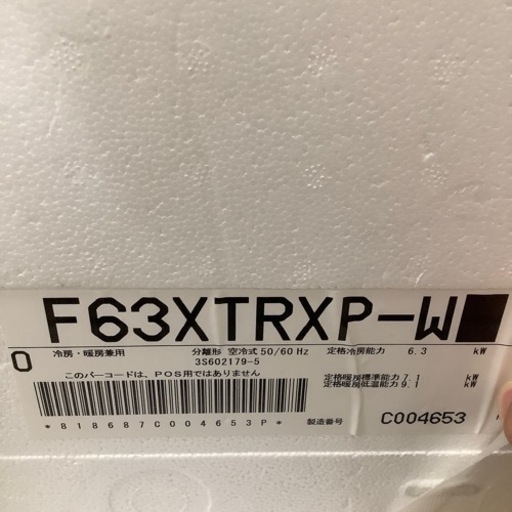 F63XTRXP-W■
0
冷房・暖房兼用 分離形 空冷式 50/60Hz 定格冷房能力 6.3 kW
3S602179-5
このバーコードは、POS用ではありません
定格暖房標準能力 7.1 kW
定格暖房低温能力 9.1 kW
*818687C004653P*
製造番号 C004653